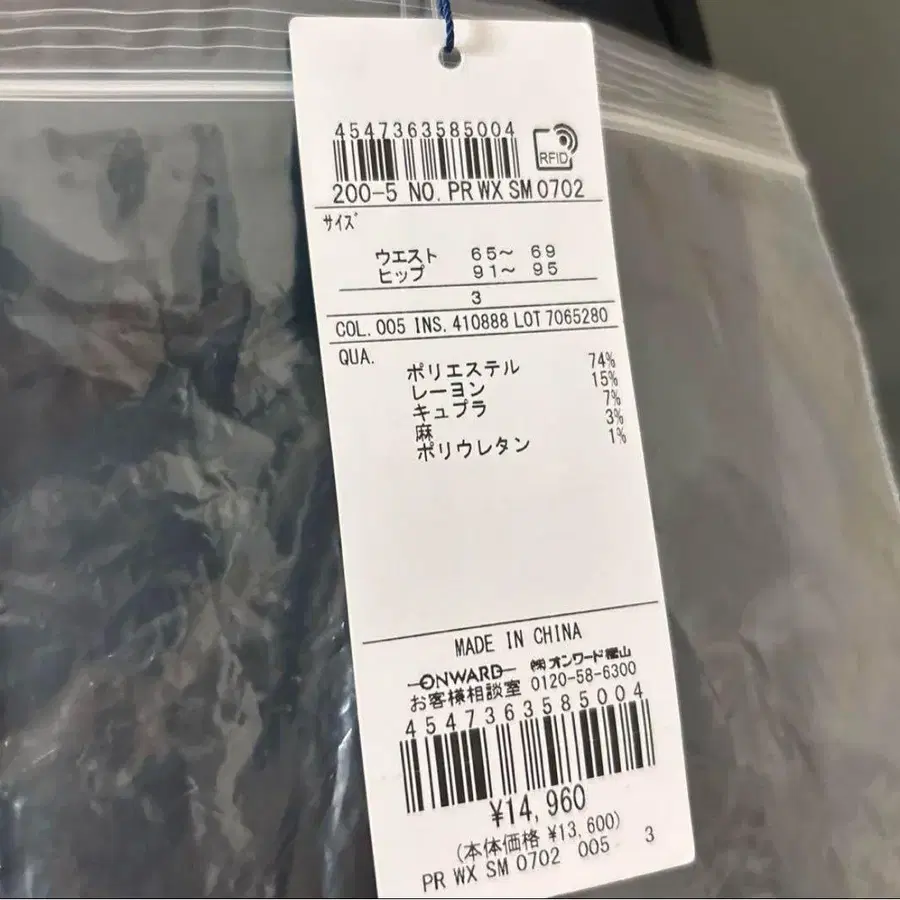 4547363585004
RFID
200-5 NO. PR WX SM 0702
サイズ
ウエスト 65〜 69
ヒップ 91〜 95
3
COL. 005 INS. 410888 LOT 7065280
QUA.
ポリエステル 74%
レーヨン 15%
キュプラ 7%
麻 3%
ポリウレタン 1%
MADE IN CHINA
ONWARD ㈱オンワード樫山
お客様相談室 0120-58-6300
4547363585004
¥14,960
(本体価格 ¥13,600)
PR WX SM 0702 005 3